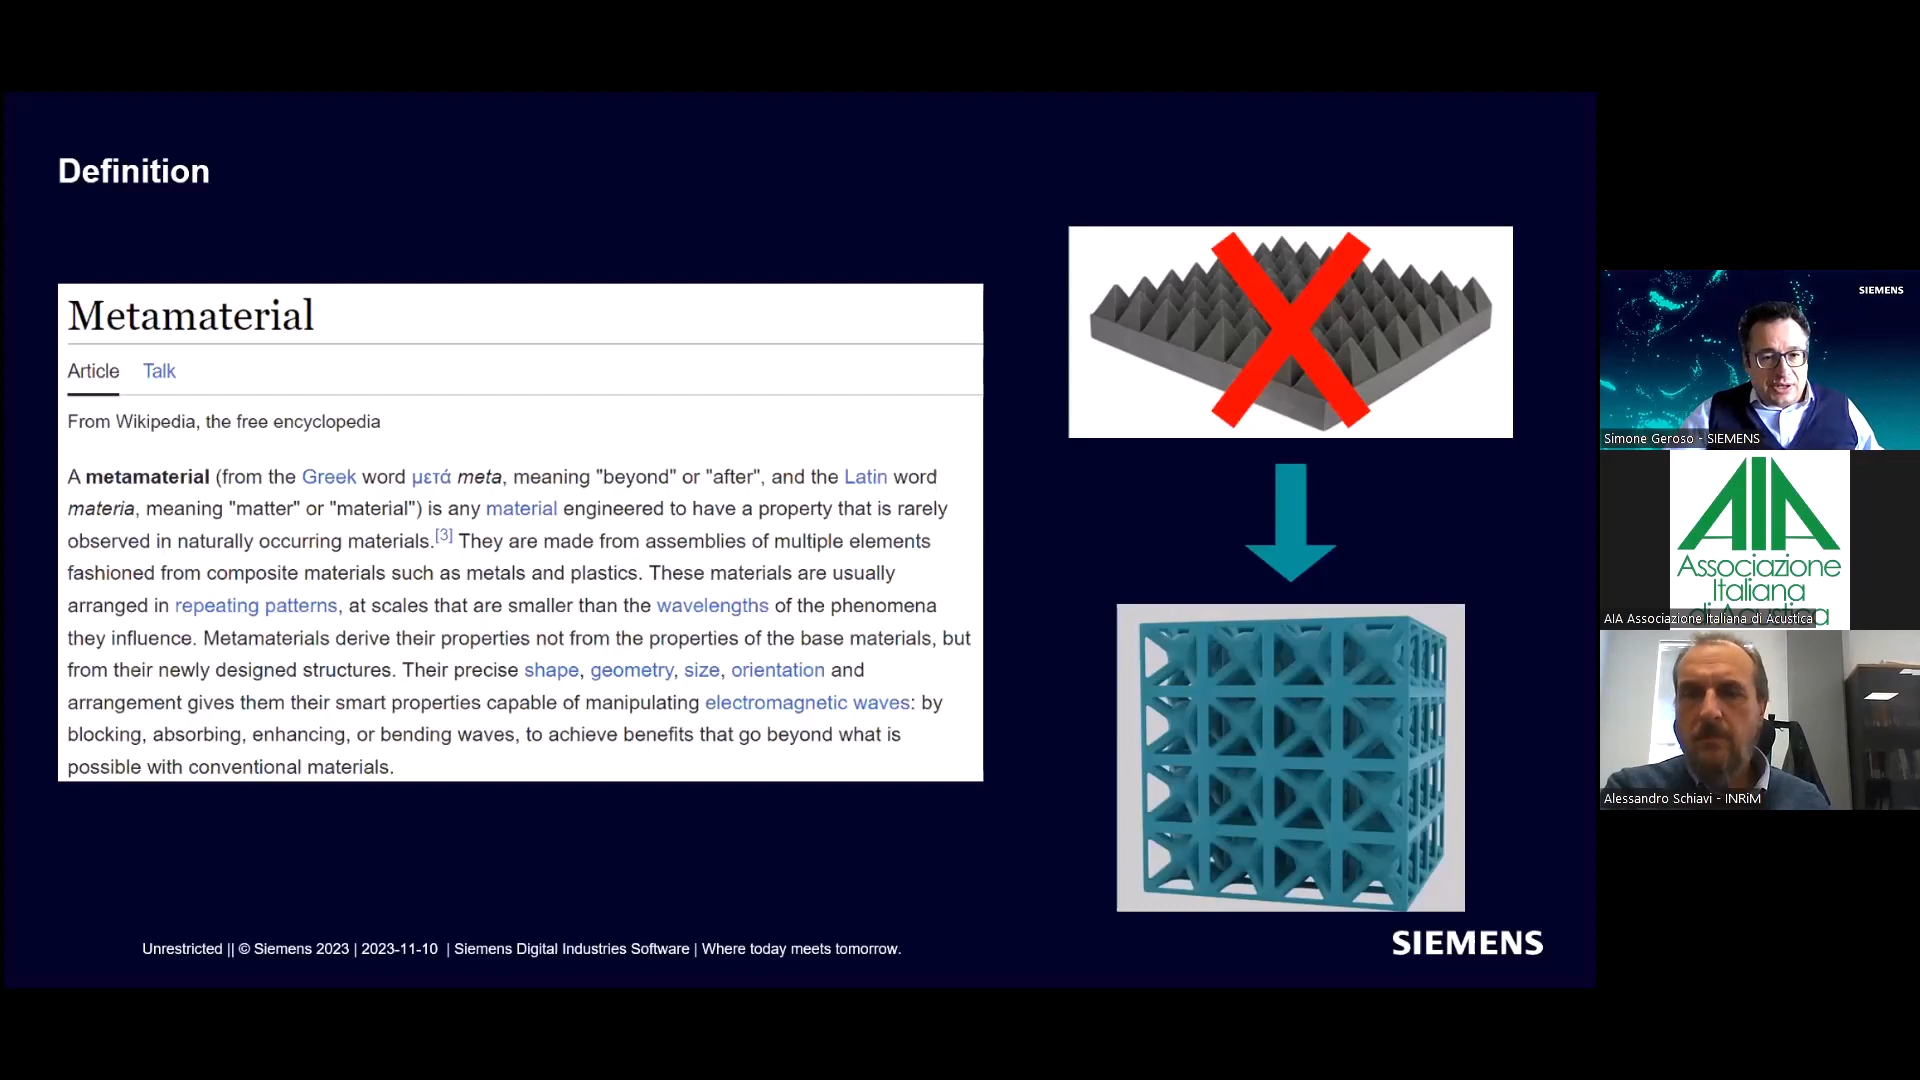 Definition
Metamaterial
Article Talk
From Wikipedia, the free encyclopedia
A metamaterial (from the Greek word μετά meta, meaning "beyond" or "after", and the Latin word
materia, meaning "matter" or "material") is any material engineered to have a property that is rarely
observed in naturally occurring materials.[3] They are made from assemblies of multiple elements
fashioned from composite materials such as metals and plastics. These materials are usually
arranged in repeating patterns, at scales that are smaller than the wavelengths of the phenomena
they influence. Metamaterials derive their properties not from the properties of the base materials, but
from their newly designed structures. Their precise shape, geometry, size, orientation and
arrangement gives them their smart properties capable of manipulating electromagnetic waves: by
blocking, absorbing, enhancing, or bending waves, to achieve benefits that go beyond what is
possible with conventional materials.
Unrestricted || © Siemens 2023 | 2023-11-10 | Siemens Digital Industries Software | Where today meets tomorrow.
SIEMENS
SIEMENS
Simone Geroso - SIEMENS
AIA
Associazione
Italiana
di Acustica
AIA Associazione Italiana di Acustica
Alessandro Schiavi - INRiM